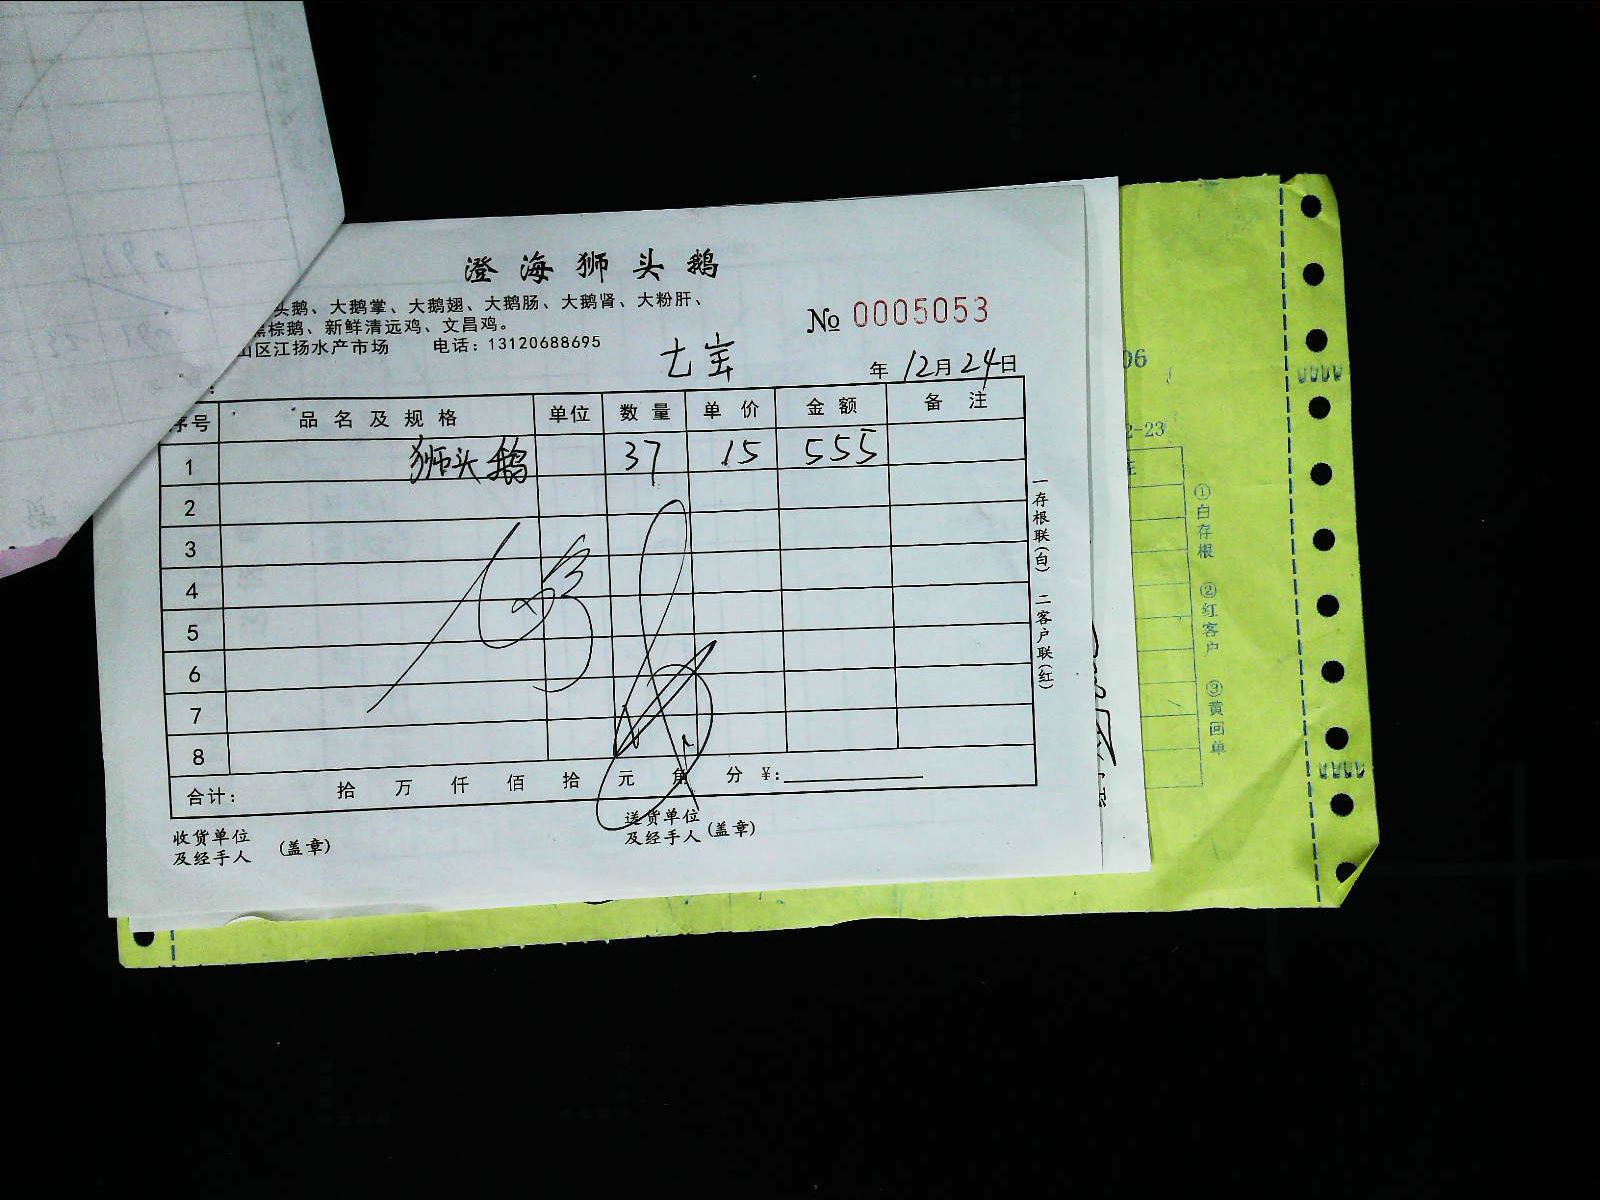 澄海狮头鹅
头鹅、大鹅掌、大鹅翅、大鹅肠、大鹅肾、大粉肝、
棕鹅、新鲜清远鸡、文昌鸡。
№ 0005053
山区江扬水产市场 电话：13120688695
七宝
年 12月 24日
序号 品名及规格 单位 数量 单价 金额 备注
1 狮头鹅 37 15 555
2
3
4
5
6
7
8
合计： 拾 万 仟 佰 拾 元 角 分 ¥:
收货单位
及经手人 (盖章)
送货单位
及经手人 (盖章)
一存根联(白) 二客户联(红)
06
2-23
①白存根 ②红客户 ③黄回单